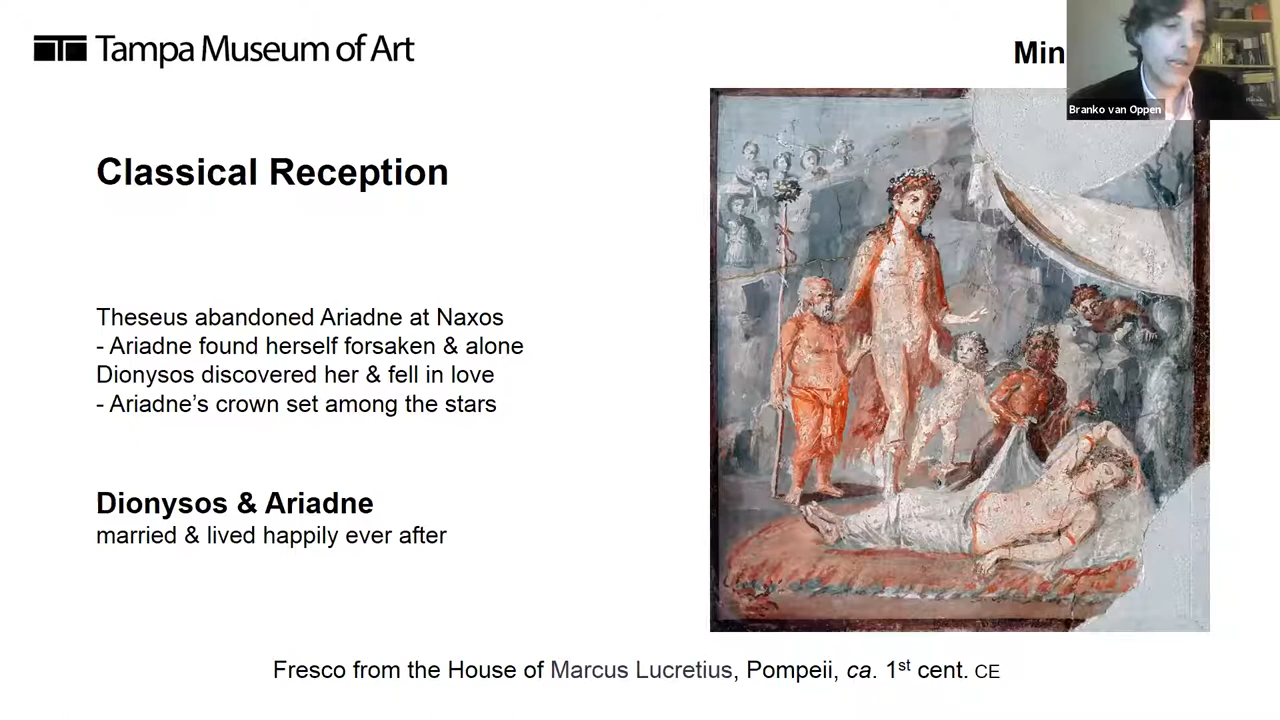 Tampa Museum of Art
Min
Branko van Oppen
Classical Reception
Theseus abandoned Ariadne at Naxos
- Ariadne found herself forsaken & alone
Dionysos discovered her & fell in love
- Ariadne’s crown set among the stars
Dionysos & Ariadne
married & lived happily ever after
Fresco from the House of Marcus Lucretius, Pompeii, ca. 1st cent. CE